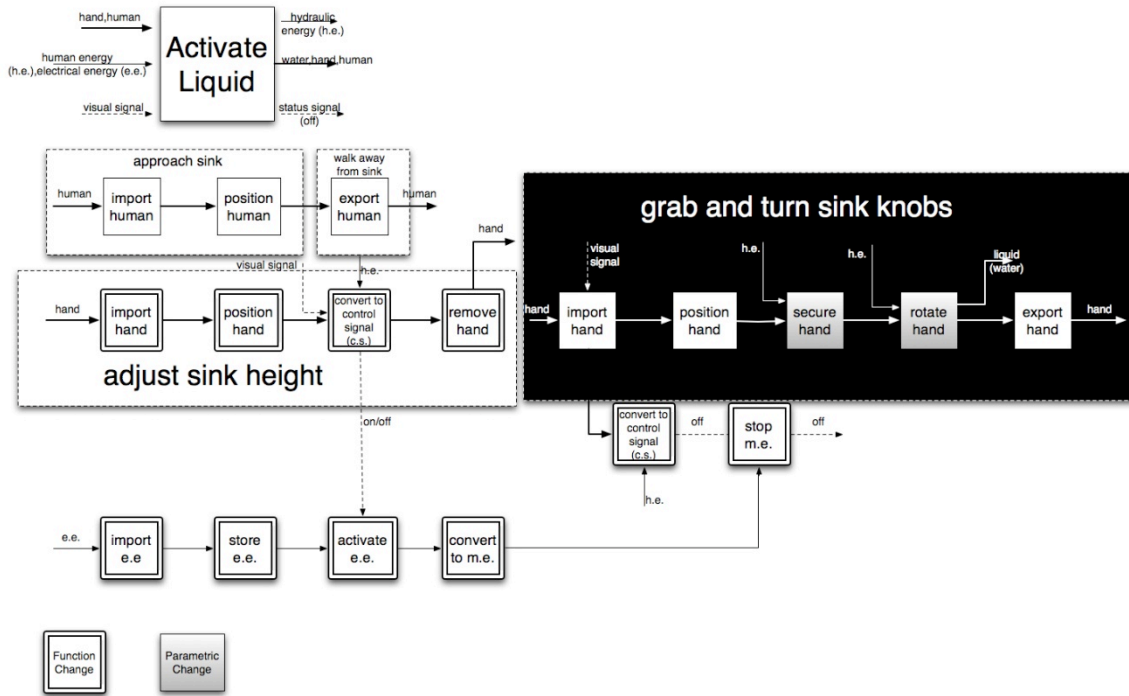 hand,human
hydraulic
energy (h.e.)
human energy
(h.e.),electrical energy (e.e.)
Activate
Liquid
water,hand,human
visual signal
status signal
(off)
approach sink
human
import
human
position
human
walk away
from sink
export
human
human
visual signal
h.e.
hand
hand
import
hand
position
hand
convert to
control
signal
(c.s.)
remove
hand
adjust sink height
grab and turn sink knobs
visual
signal
h.e.
h.e.
liquid
(water)
hand
import
hand
position
hand
secure
hand
rotate
hand
export
hand
hand
on/off
convert to
control
signal
(c.s.)
off
stop
m.e.
off
h.e.
e.e.
import
e.e
store
e.e.
activate
e.e.
convert
to m.e.
Function
Change
Parametric
Change